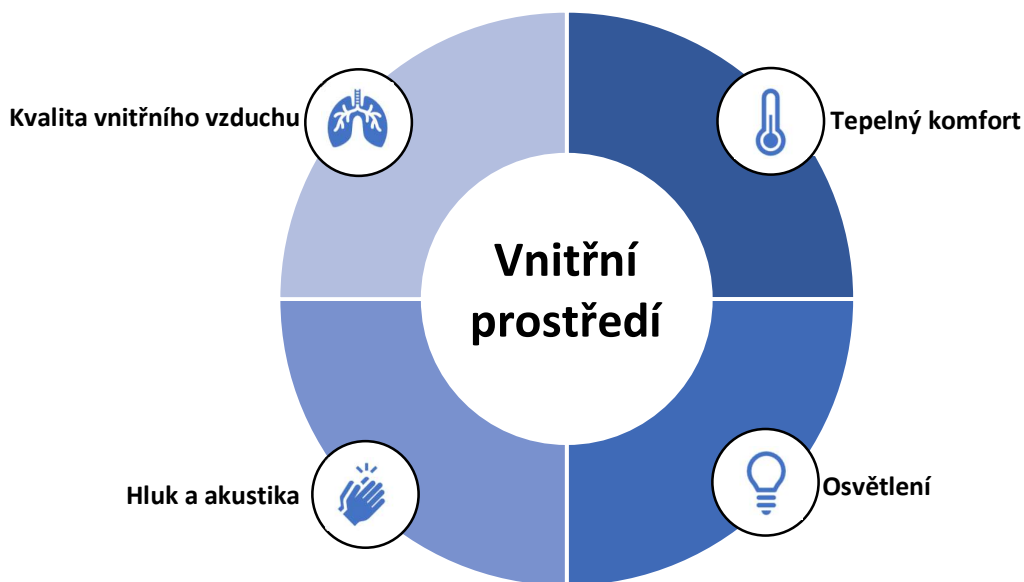 Kvalita vnitřního vzduchu
Tepelný komfort
Vnitřní
prostředí
Hluk a akustika
Osvětlení